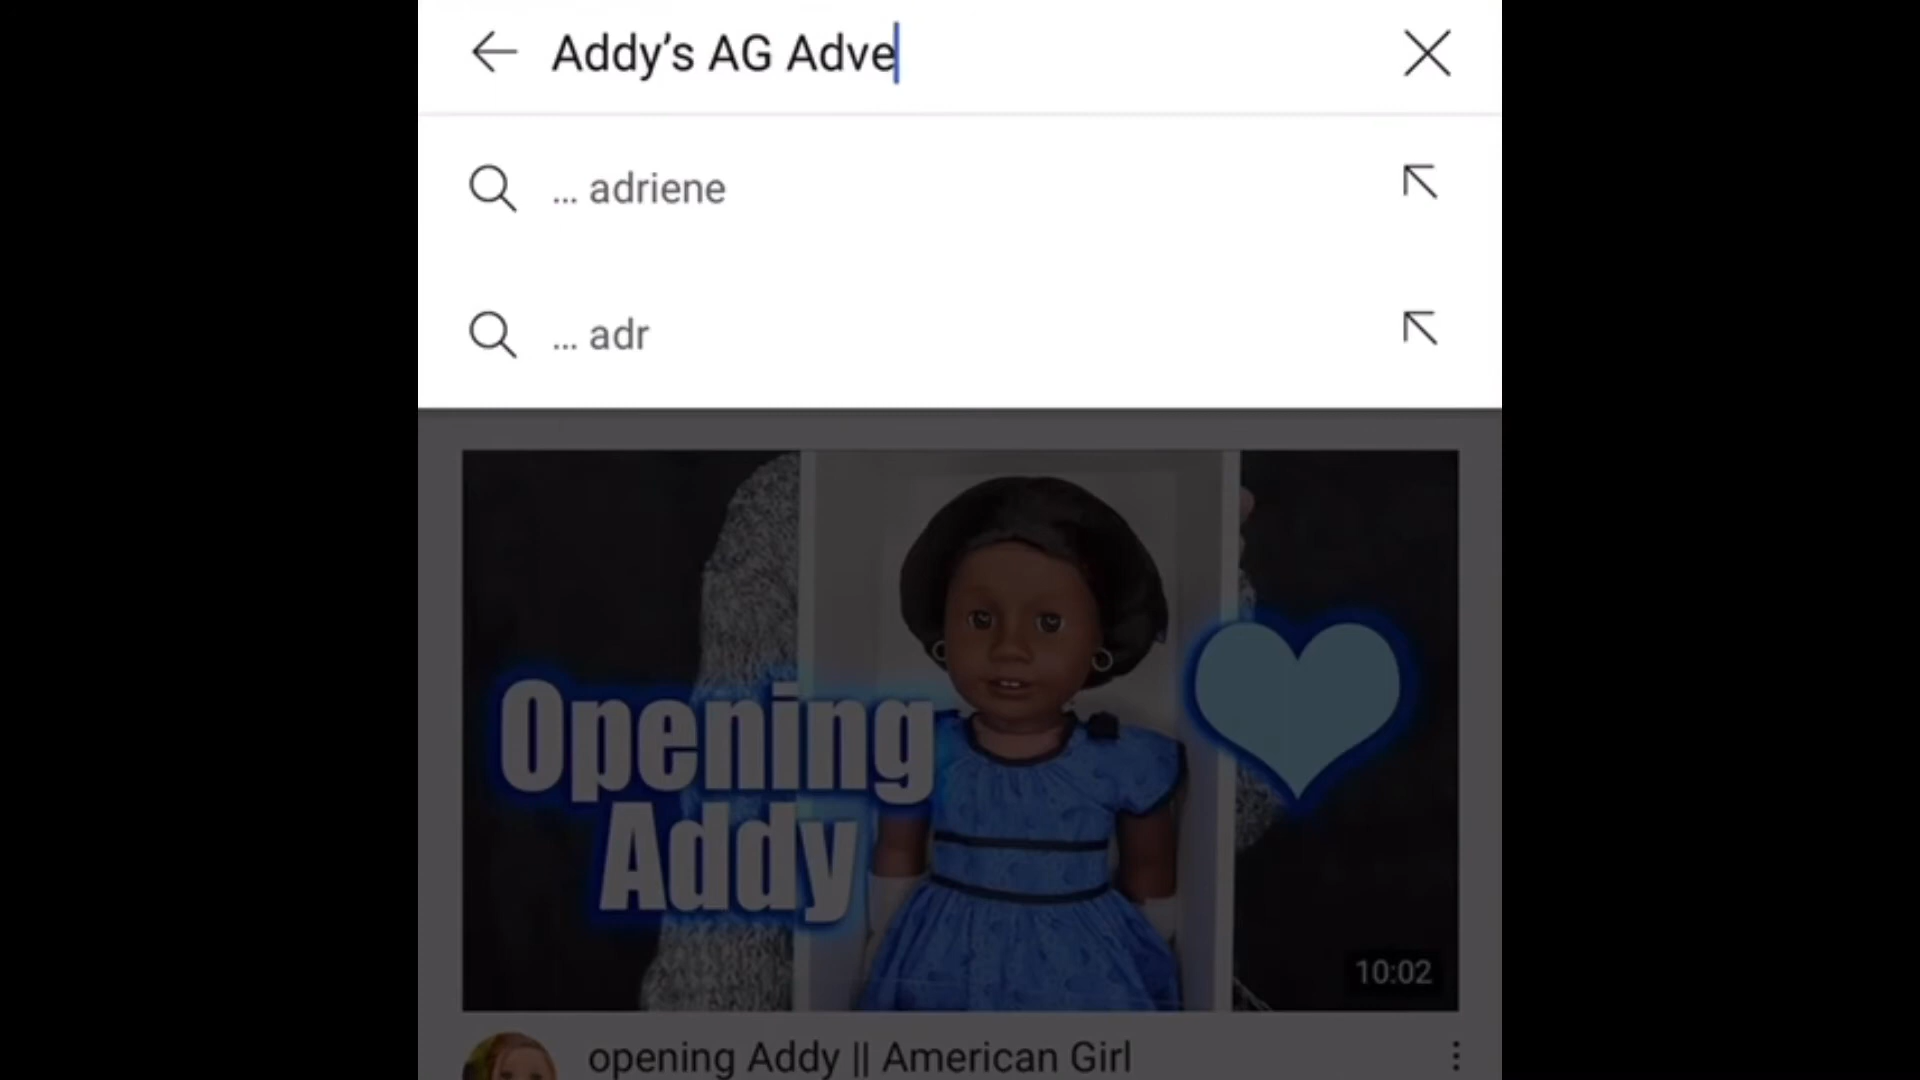 Addy’s AG Adve
... adriene
... adr
Opening
Addy
10:02
opening Addy || American Girl